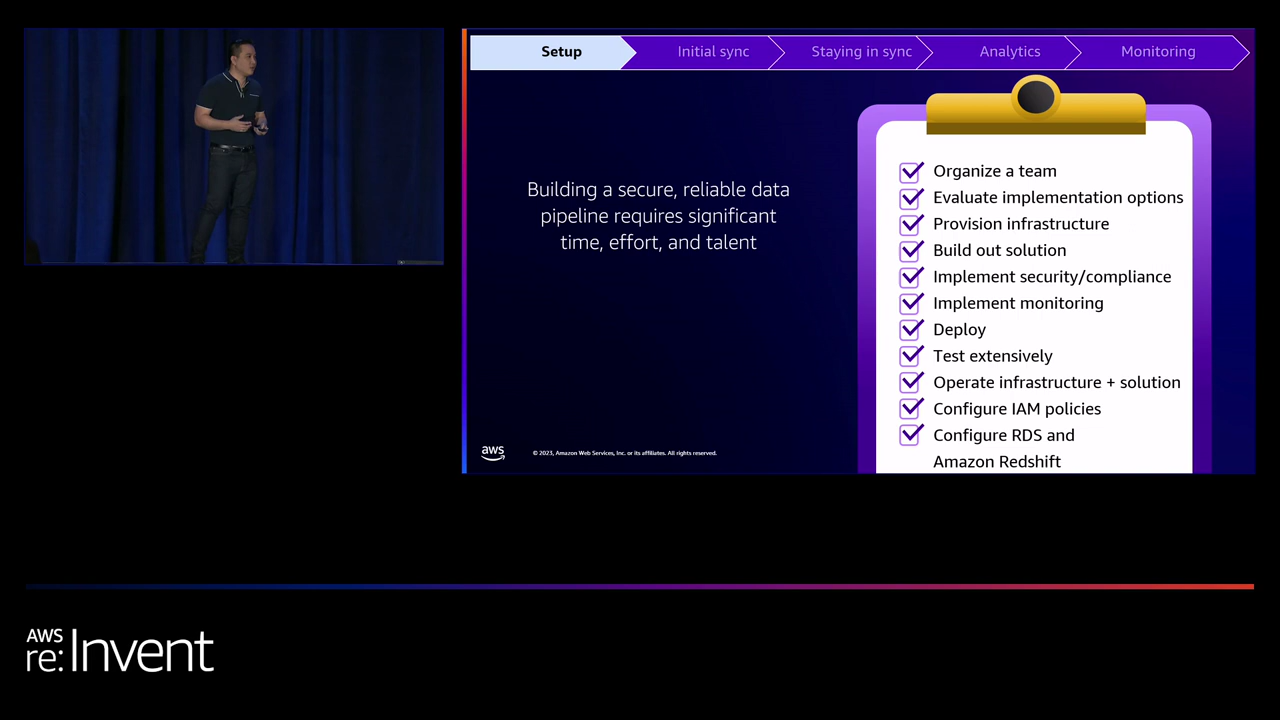 Setup
Initial sync
Staying in sync
Analytics
Monitoring
Building a secure, reliable data
pipeline requires significant
time, effort, and talent
Organize a team
Evaluate implementation options
Provision infrastructure
Build out solution
Implement security/compliance
Implement monitoring
Deploy
Test extensively
Operate infrastructure + solution
Configure IAM policies
Configure RDS and
Amazon Redshift
aws
© 2023, Amazon Web Services, Inc. or its affiliates. All rights reserved.
AWS
re:Invent